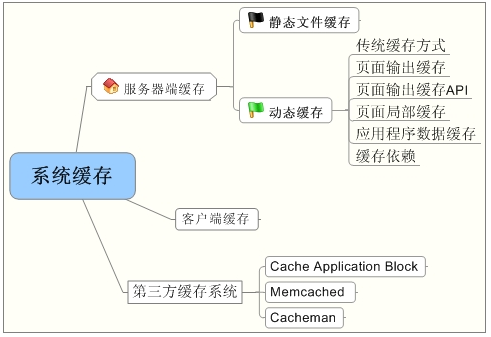 系统缓存
服务器端缓存
静态文件缓存
动态缓存
传统缓存方式
页面输出缓存
页面输出缓存API
页面局部缓存
应用程序数据缓存
缓存依赖
客户端缓存
第三方缓存系统
Cache Application Block
Memcached
Cacheman